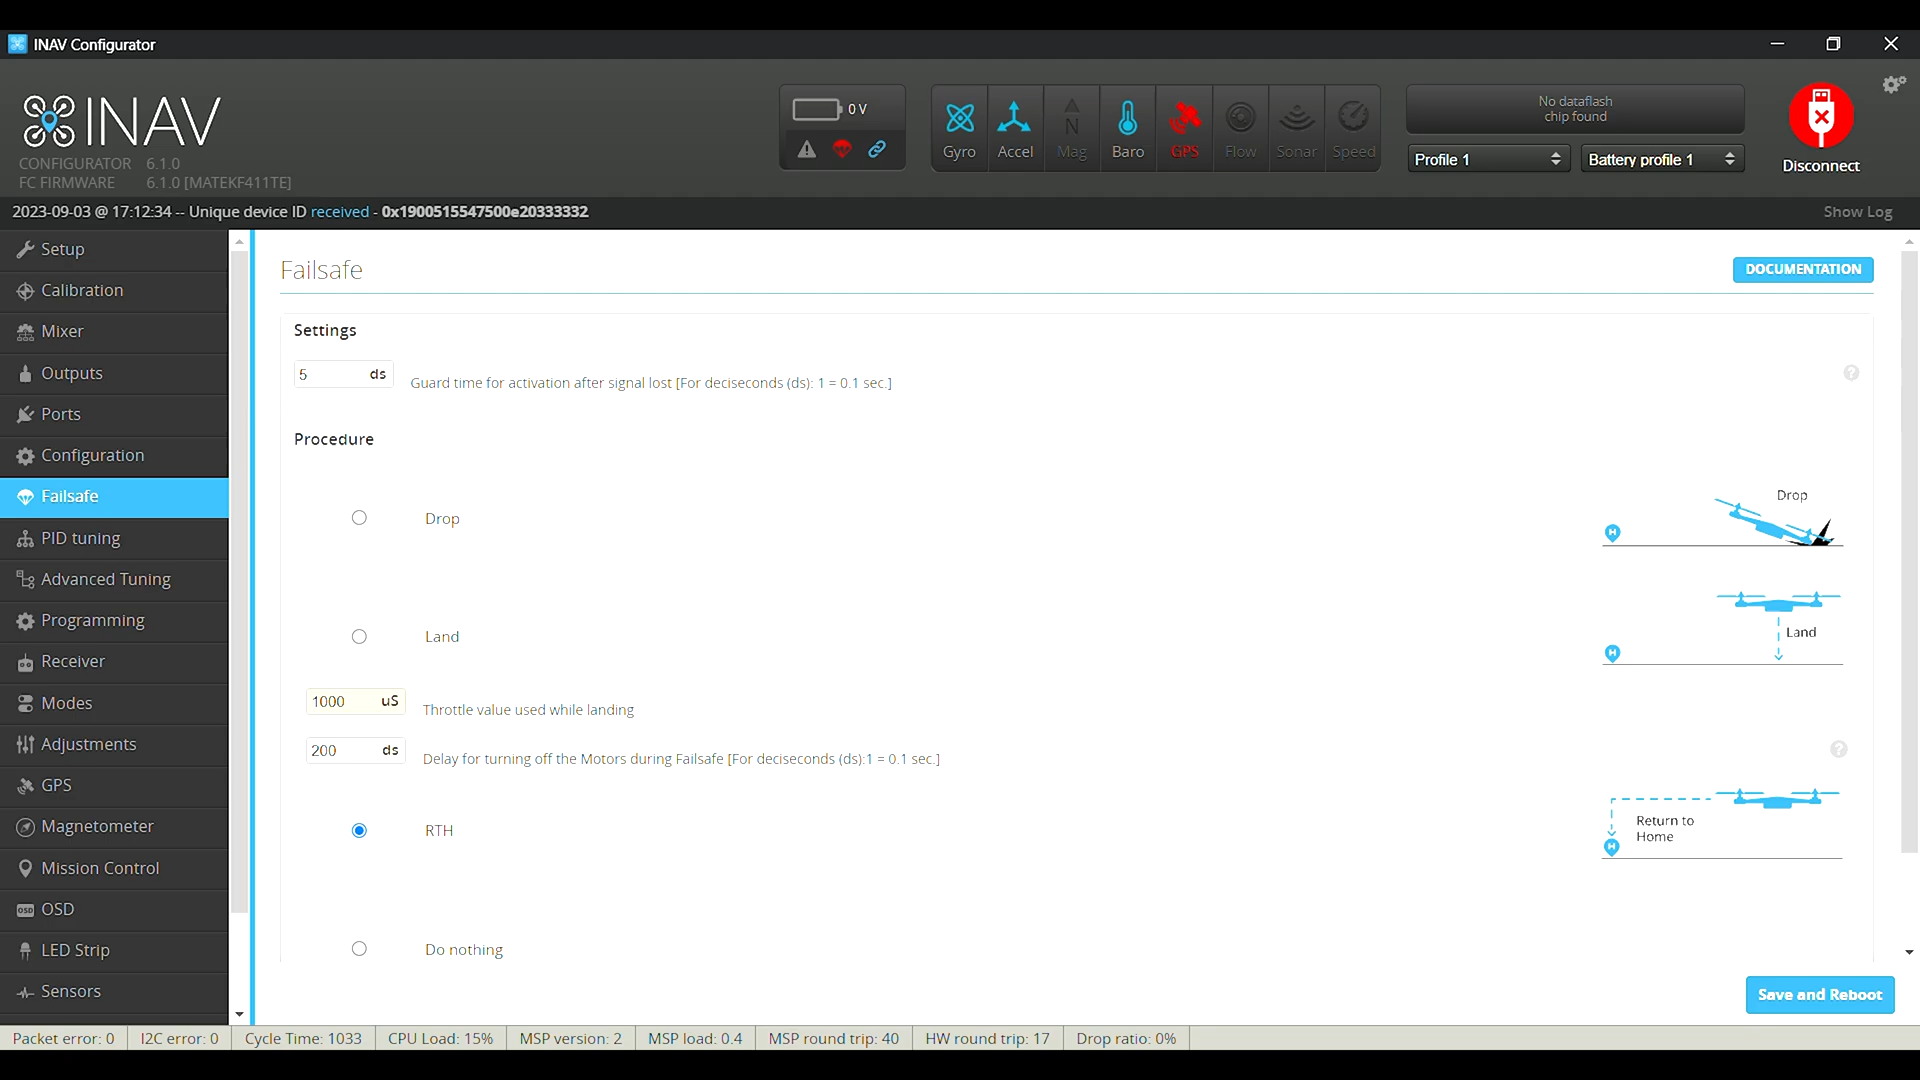 INAV Configurator
INAV
CONFIGURATOR 6.1.0
FC FIRMWARE 6.1.0 [MATEKF411TE]
0 V
Gyro
Accel
N
Mag
Baro
GPS
Flow
Sonar
Speed
No dataflash
chip found
Profile 1
Battery profile 1
Disconnect
2023-09-03 @ 17:12:34 -- Unique device ID received - 0x1900515547500e20333332
Show Log
Setup
Calibration
Mixer
Outputs
Ports
Configuration
Failsafe
PID tuning
Advanced Tuning
Programming
Receiver
Modes
Adjustments
GPS
Magnetometer
Mission Control
OSD
OSD
LED Strip
Sensors
Failsafe
DOCUMENTATION
Settings
5 ds
Guard time for activation after signal lost [For deciseconds (ds): 1 = 0.1 sec.]
?
Procedure
Drop
Drop
H
Land
Land
H
1000 uS
Throttle value used while landing
200 ds
Delay for turning off the Motors during Failsafe [For deciseconds (ds):1 = 0.1 sec.]
?
RTH
Return to
Home
H
Do nothing
Save and Reboot
Packet error: 0
I2C error: 0
Cycle Time: 1033
CPU Load: 15%
MSP version: 2
MSP load: 0.4
MSP round trip: 40
HW round trip: 17
Drop ratio: 0%